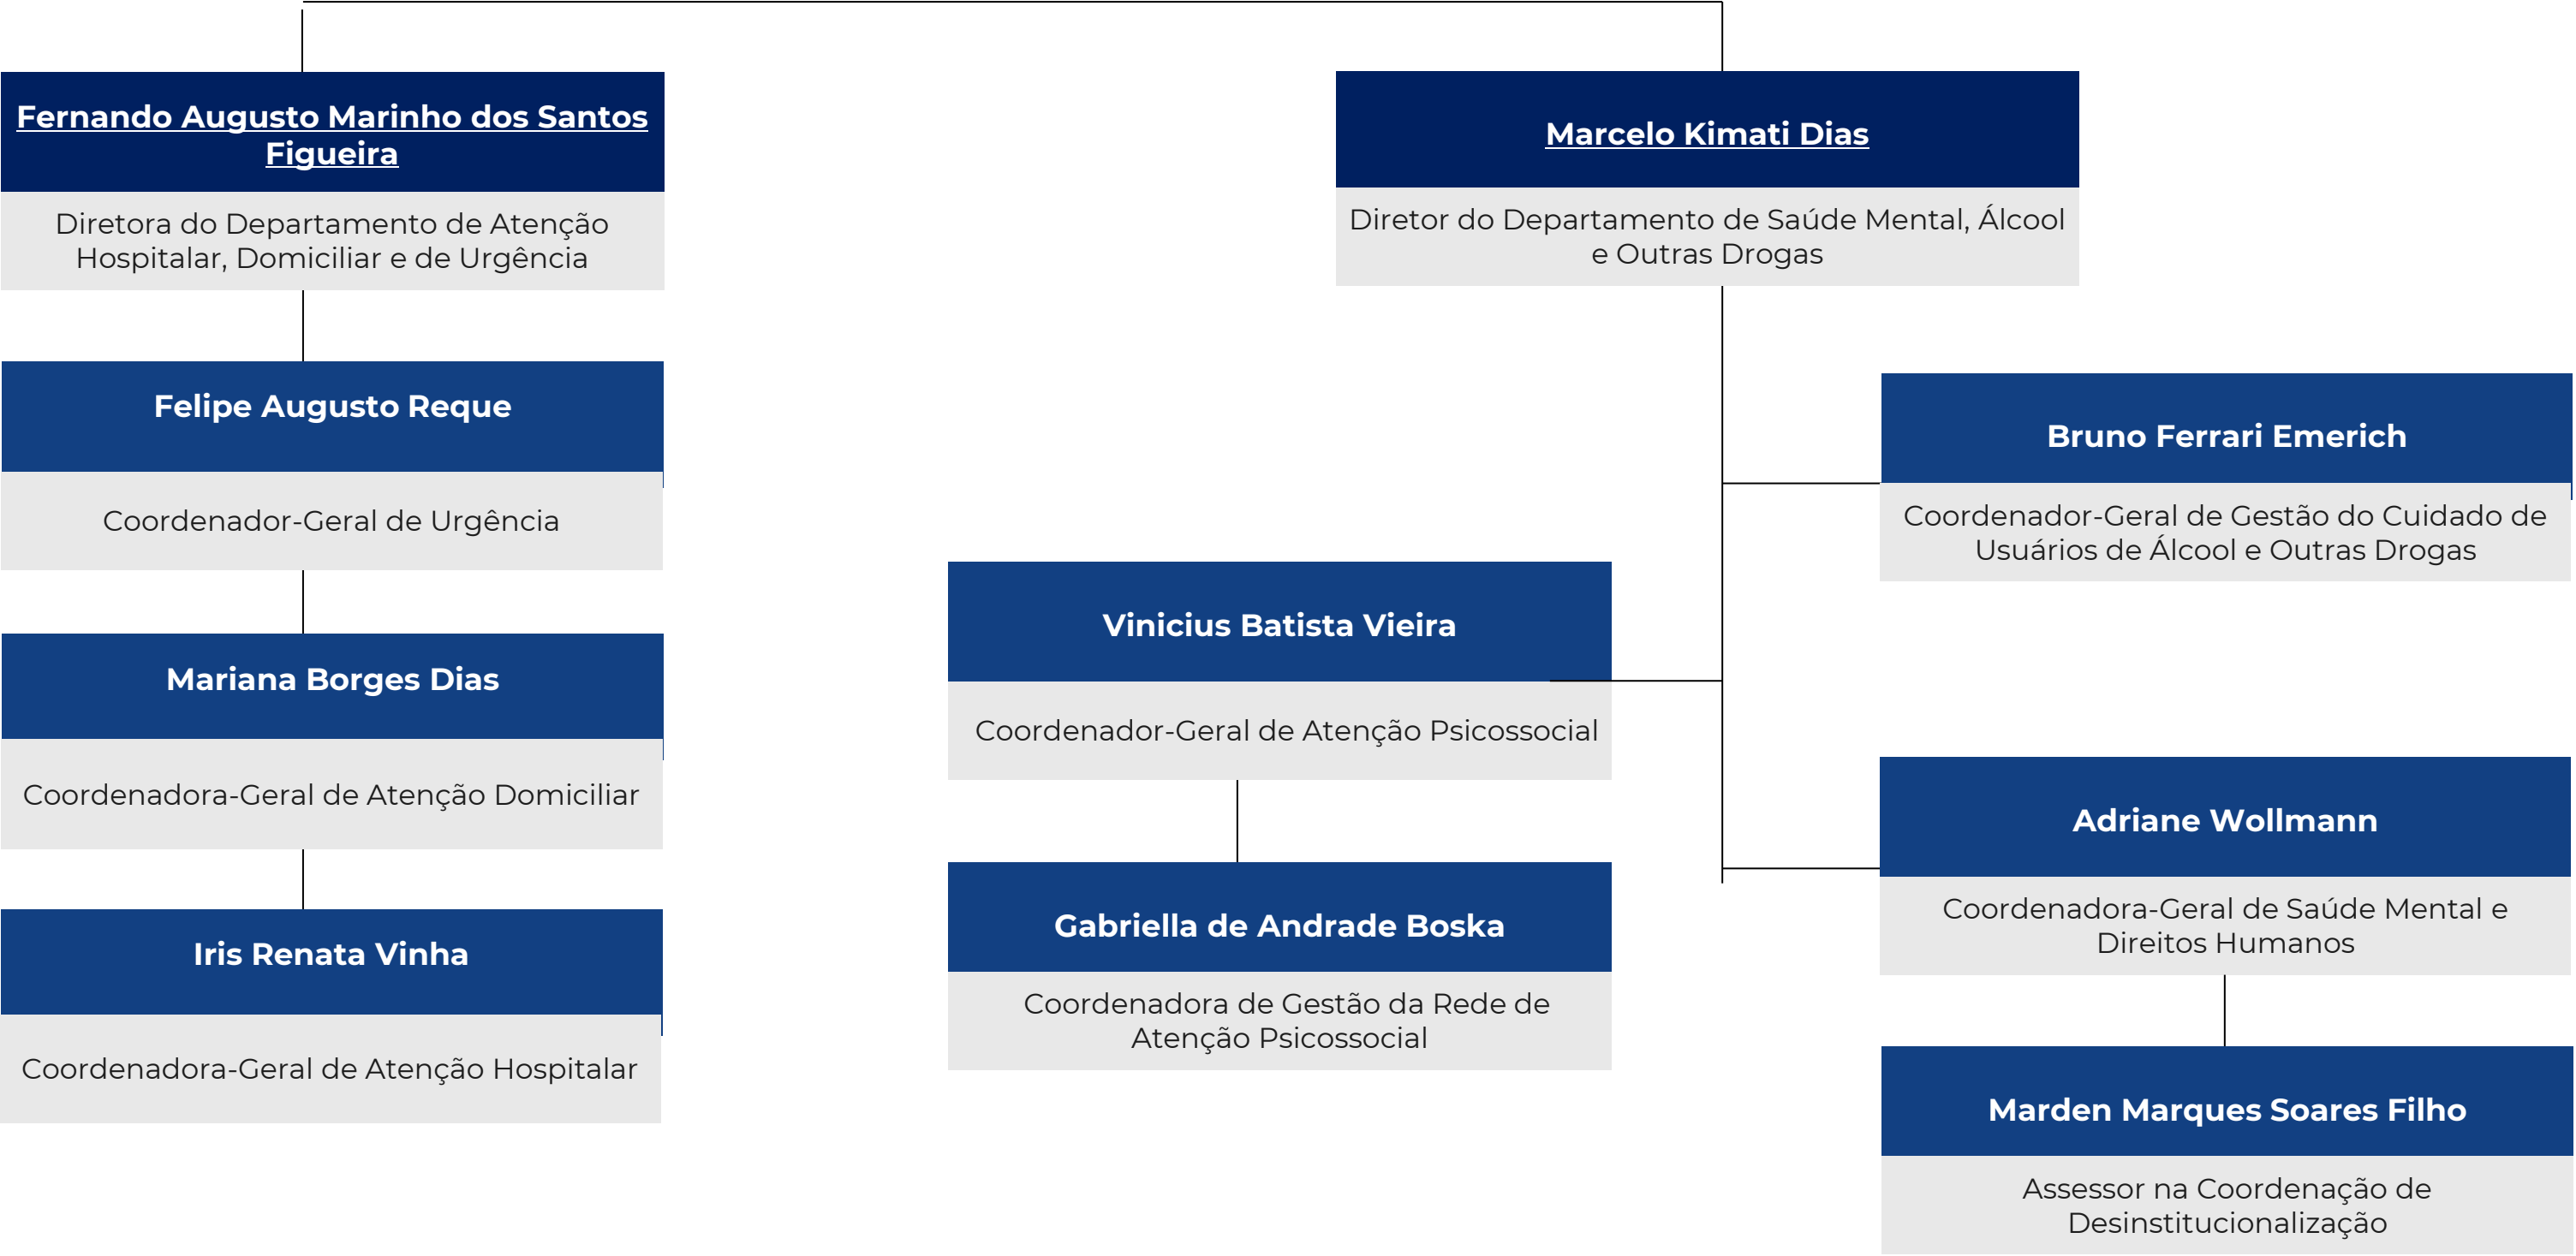 Fernando Augusto Marinho dos Santos
Figueira
Diretora do Departamento de Atenção
Hospitalar, Domiciliar e de Urgência
Felipe Augusto Reque
Coordenador-Geral de Urgência
Mariana Borges Dias
Coordenadora-Geral de Atenção Domiciliar
Iris Renata Vinha
Coordenadora-Geral de Atenção Hospitalar
Marcelo Kimati Dias
Diretor do Departamento de Saúde Mental, Álcool
e Outras Drogas
Vinicius Batista Vieira
Coordenador-Geral de Atenção Psicossocial
Gabriella de Andrade Boska
Coordenadora de Gestão da Rede de
Atenção Psicossocial
Bruno Ferrari Emerich
Coordenador-Geral de Gestão do Cuidado de
Usuários de Álcool e Outras Drogas
Adriane Wollmann
Coordenadora-Geral de Saúde Mental e
Direitos Humanos
Marden Marques Soares Filho
Assessor na Coordenação de
Desinstitucionalização